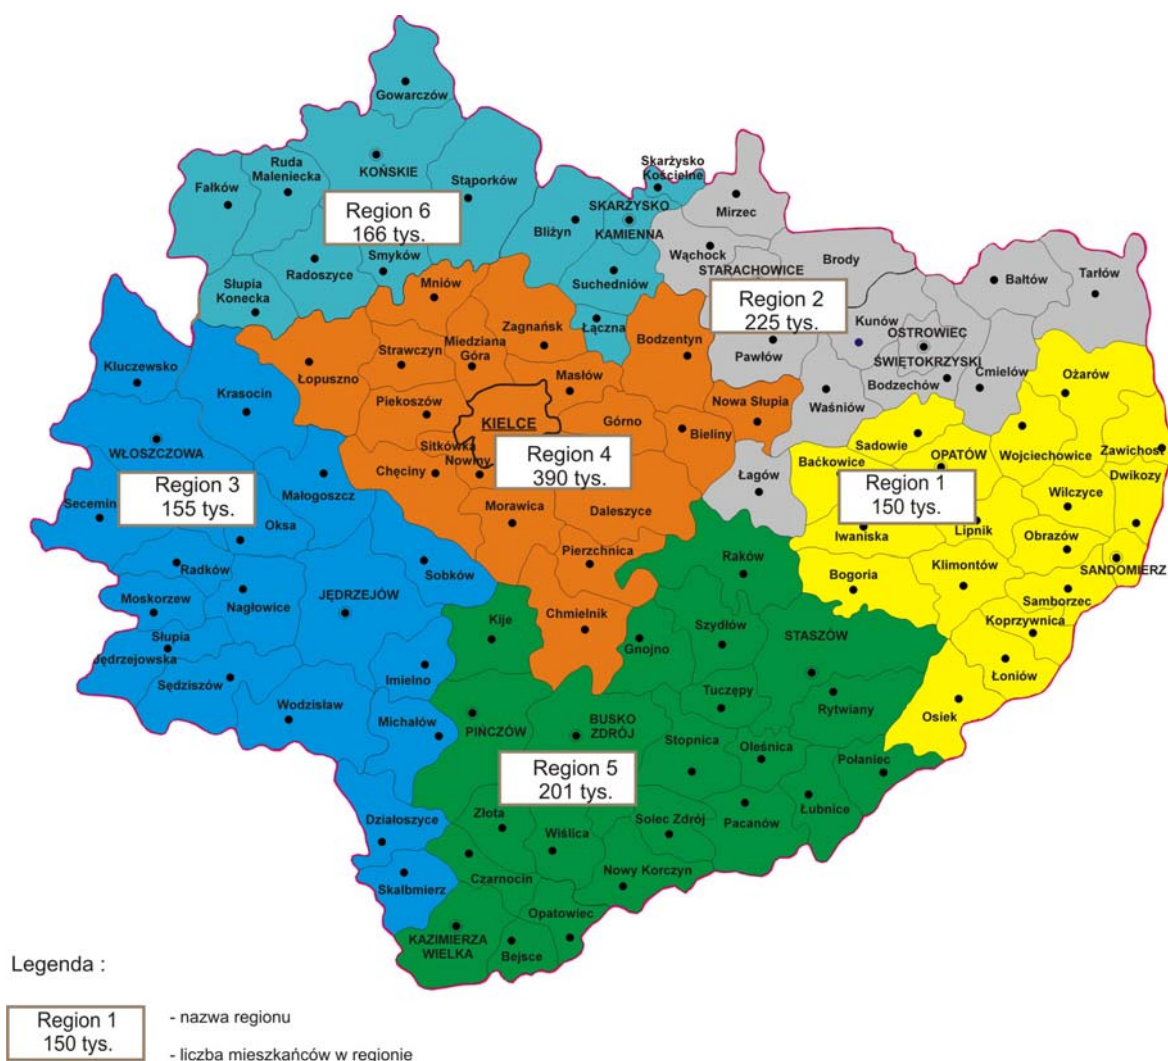 Gowarczów
Ruda
Maleniecka
KOŃSKIE
Fałków
Stąporków
Region 6
166 tys.
Smyków
Radoszyce
Słupia
Konecka
Skarżysko
Kościelne
SKARZYSKO
KAMIENNA
Bliżyn
Suchedniów
Łączna
Mirzec
Wąchock
STARACHOWICE
Brody
Region 2
225 tys.
Bałtów
Tarłów
Kunów
OSTROWIEC
ŚWIĘTOKRZYSKI
Pawłów
Bodzechów
Ćmielów
Waśniów
Łagów
Mniów
Zagnańsk
Bodzentyn
Strawczyn
Miedziana
Góra
Łopuszno
Masłów
Piekoszów
Nowa Słupia
KIELCE
Górno
Bieliny
Sitkówka
Nowiny
Chęciny
Region 4
390 tys.
Morawica
Daleszyce
Pierzchnica
Chmielnik
Kluczewsko
Krasocin
WŁOSZCZOWA
Region 3
155 tys.
Małogoszcz
Secemin
Oksa
Radków
Sobków
Moskorzew
Nagłowice
JĘDRZEJÓW
Słupia
Jędrzejowska
Sędziszów
Imielno
Wodzisław
Michałów
Działoszyce
Skalbmierz
Ożarów
Sadowie
OPATÓW
Wojciechowice
Zawichost
Dwikozy
Baćkowice
Region 1
150 tys.
Wilczyce
Iwaniska
Lipnik
Obrazów
SANDOMIERZ
Bogoria
Klimontów
Samborzec
Koprzywnica
Łoniów
Osiek
Raków
Kije
Gnojno
Szydłów
STASZÓW
Tuczępy
Rytwiany
PIŃCZÓW
BUSKO
ZDRÓJ
Stopnica
Oleśnica
Połaniec
Region 5
201 tys.
Łubnice
Pacanów
Solec Zdrój
Złota
Wiślica
Czarnocin
Nowy Korczyn
Opatowiec
KAZIMIERZA
WIELKA
Bejsce
Legenda :
Region 1
150 tys.
- nazwa regionu
- liczba mieszkańców w regionie